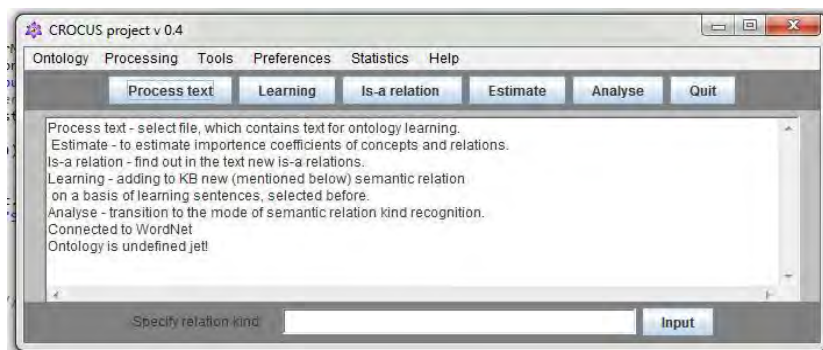 CROCUS project v 0.4
Ontology Processing Tools Preferences Statistics Help
Process text Learning Is-a relation Estimate Analyse Quit
Process text - select file, which contains text for ontology learning.
Estimate - to estimate importence coefficients of concepts and relations.
Is-a relation - find out in the text new is-a relations.
Learning - adding to KB new (mentioned below) semantic relation
on a basis of learning sentences, selected before.
Analyse - transition to the mode of semantic relation kind recognition.
Connected to WordNet
Ontology is undefined jet!
Specify relation kind: Input